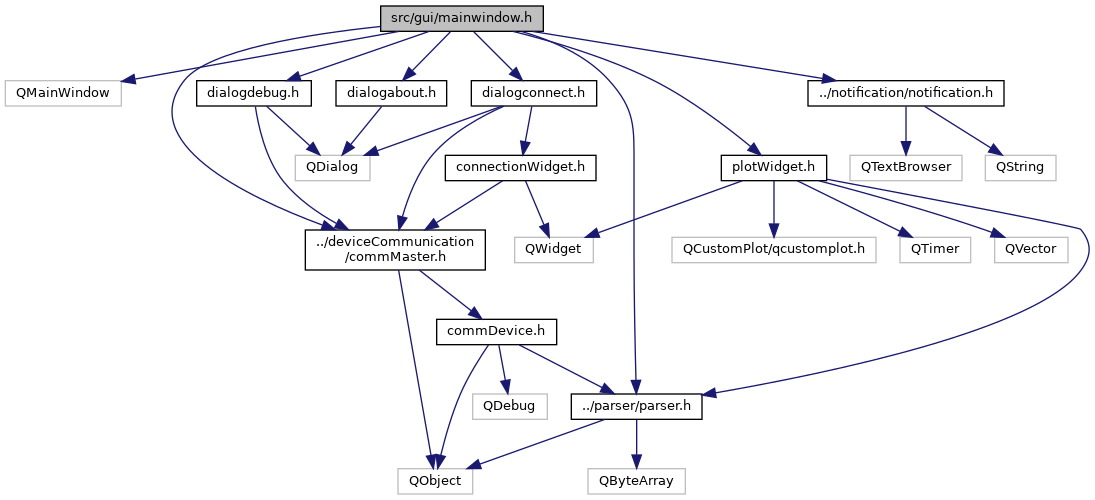 src/gui/mainwindow.h
QMainWindow
dialogdebug.h
dialogabout.h
dialogconnect.h
../notification/notification.h
QDialog
connectionWidget.h
plotWidget.h
QTextBrowser
QString
../deviceCommunication
/commMaster.h
QWidget
QCustomPlot/qcustomplot.h
QTimer
QVector
commDevice.h
QDebug
../parser/parser.h
QObject
QByteArray